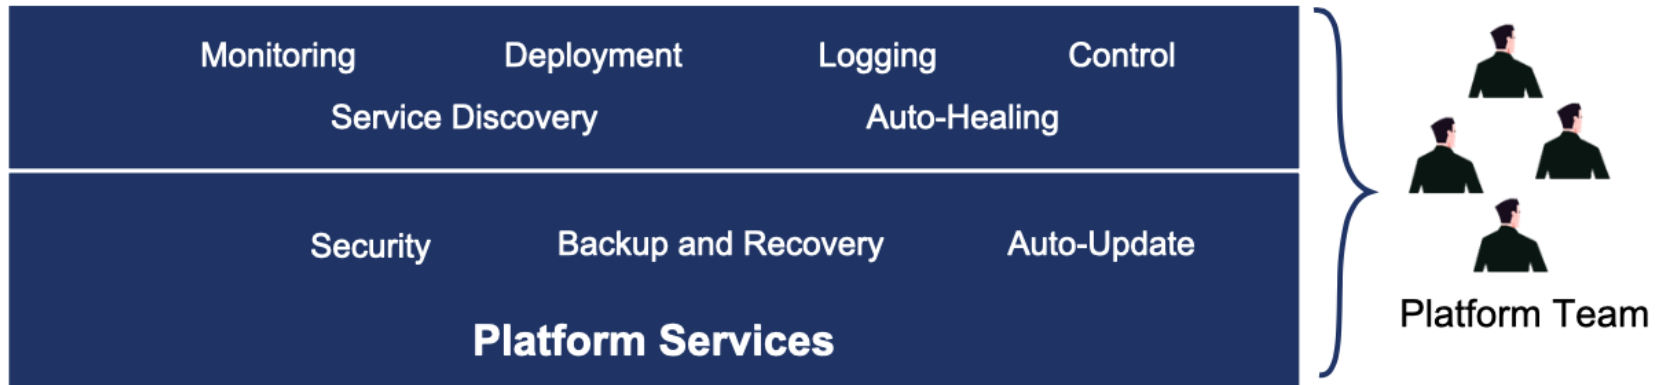 Monitoring Deployment Logging Control
Service Discovery Auto-Healing
Security Backup and Recovery Auto-Update
Platform Services
Platform Team